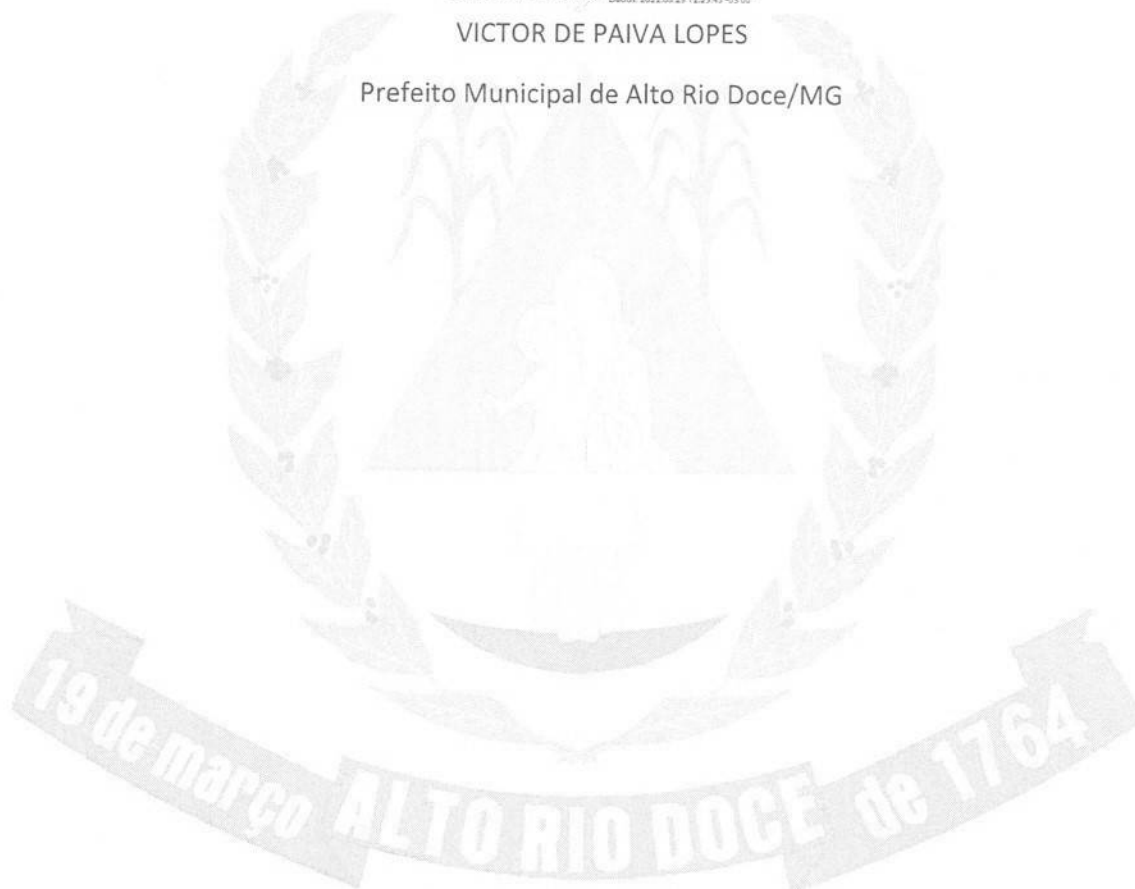 VICTOR DE PAIVA LOPES
Prefeito Municipal de Alto Rio Doce/MG
19 de março ALTO RIO DOCE de 1764